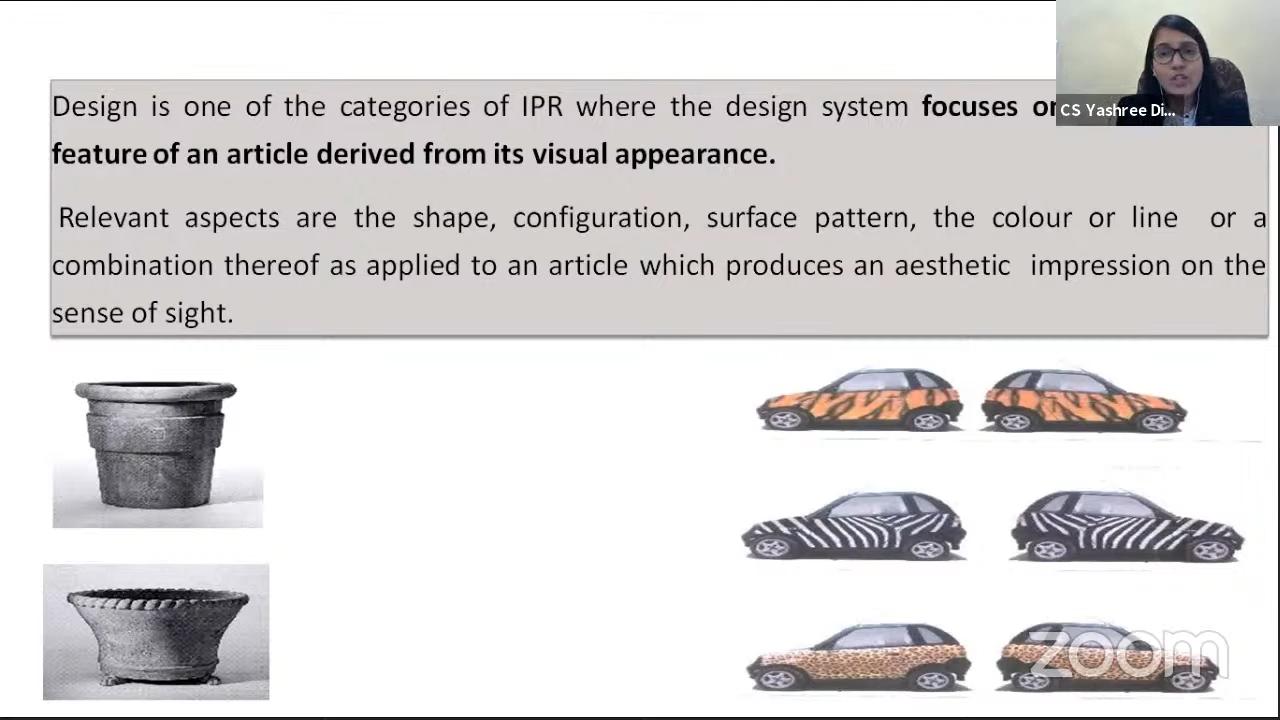 Design is one of the categories of IPR where the design system focuses on
feature of an article derived from its visual appearance.
Relevant aspects are the shape, configuration, surface pattern, the colour or line or a
combination thereof as applied to an article which produces an aesthetic impression on the
sense of sight.
CS Yashree Di...
zoom